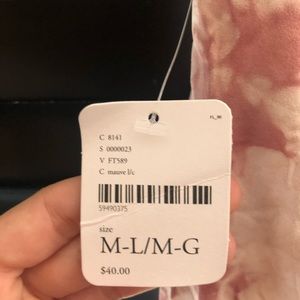 C 8141
S 0000023
V FT589
C mauve l/c
59490375
size
M-L/M-G
$40.00